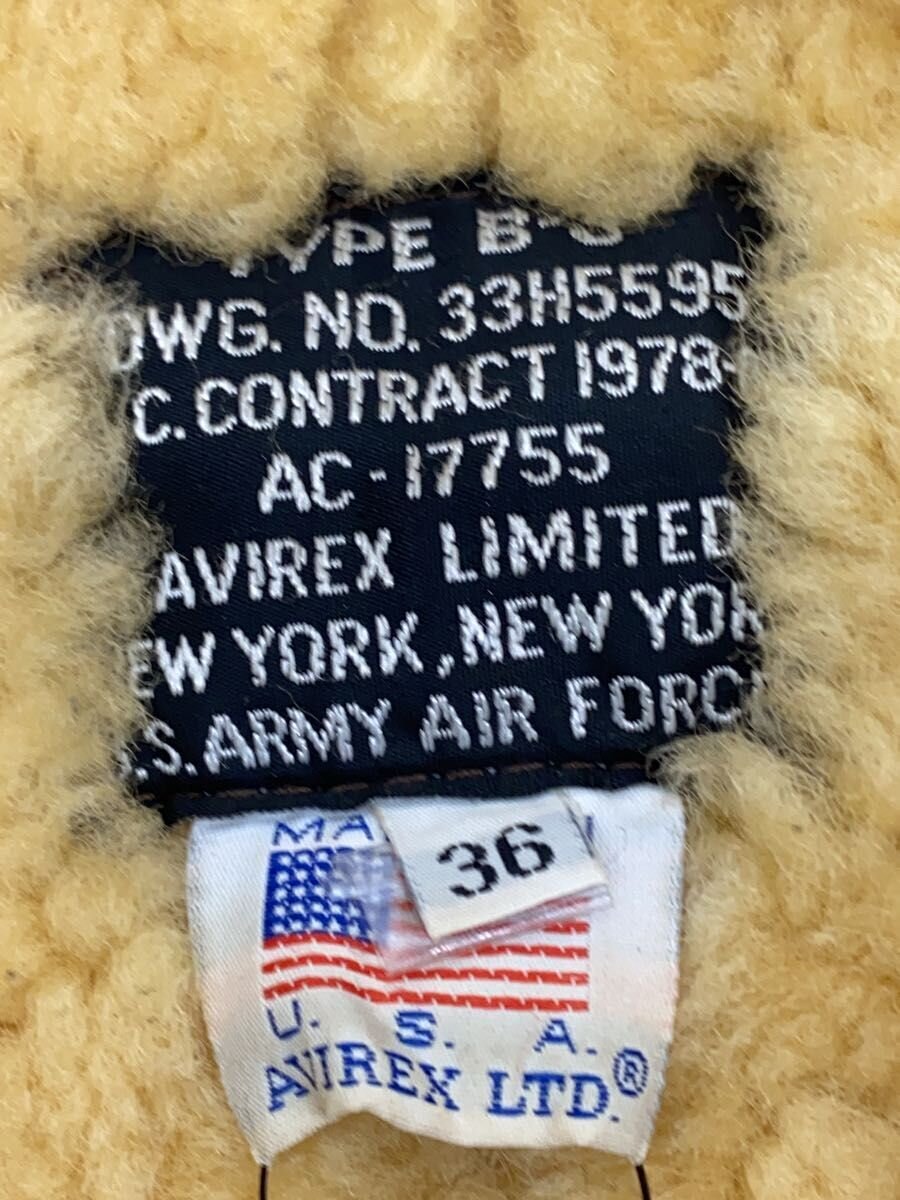 TYPE B-3
DWG. NO. 33H5595
C. CONTRACT 1978-
AC-17755
AVIREX LIMITED
EW YORK, NEW YOR
.S. ARMY AIR FORC
MA
36
U. S. A.
AVIREX LTD.®